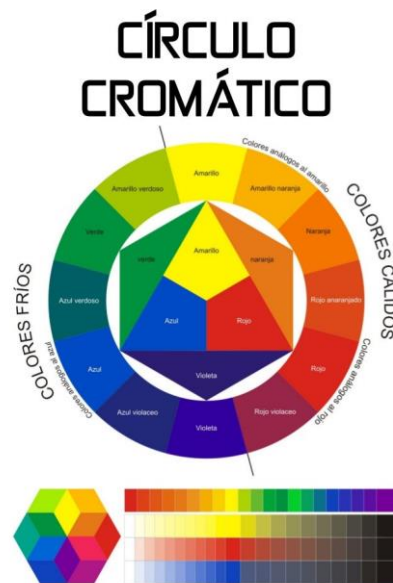 CÍRCULO
CROMÁTICO
Amarillo
Colores análogos al amarillo
Amarillo verdoso
Amarillo naranja
COLORES CÁLIDOS
Verde
Naranja
verde
Amarillo
naranja
Azul verdoso
Rojo anaranjado
COLORES FRÍOS
Azul
Rojo
Azul
Rojo
Colores análogos al azul
Colores análogos al rojo
Violeta
Azul violaceo
Rojo violaceo
Violeta